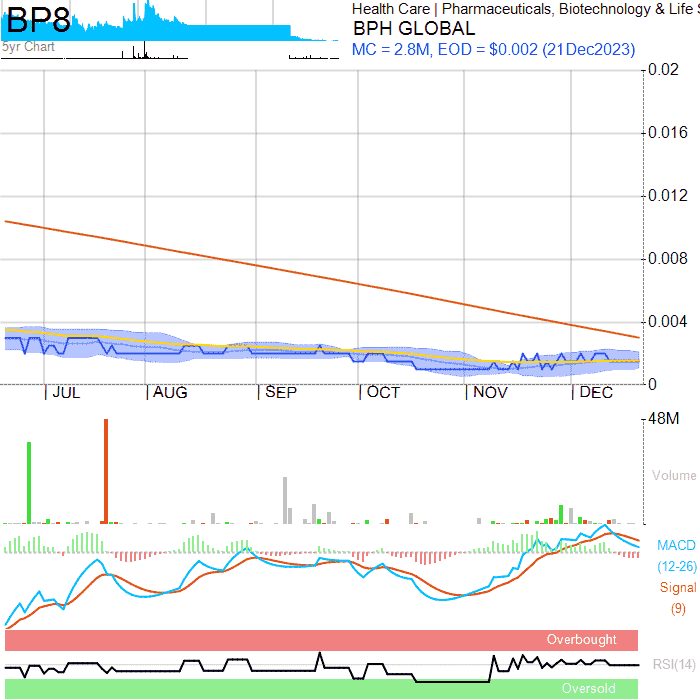 BP8
5yr Chart
Health Care | Pharmaceuticals, Biotechnology & Life S
BPH GLOBAL
MC = 2.8M, EOD = $0.002 (21Dec2023)
0.02
0.016
0.012
0.008
0.004
0
JUL AUG SEP OCT NOV DEC
48M
Volume
MACD
(12-26)
Signal
(9)
Overbought
RSI(14)
Oversold